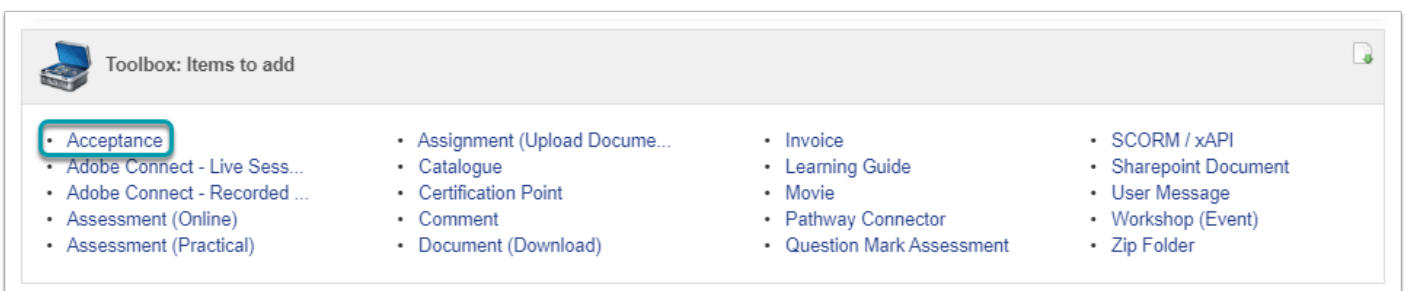 Toolbox: Items to add
• Acceptance
• Adobe Connect - Live Sess...
• Adobe Connect - Recorded ...
• Assessment (Online)
• Assessment (Practical)
• Assignment (Upload Docume...
• Catalogue
• Certification Point
• Comment
• Document (Download)
• Invoice
• Learning Guide
• Movie
• Pathway Connector
• Question Mark Assessment
• SCORM / xAPI
• Sharepoint Document
• User Message
• Workshop (Event)
• Zip Folder